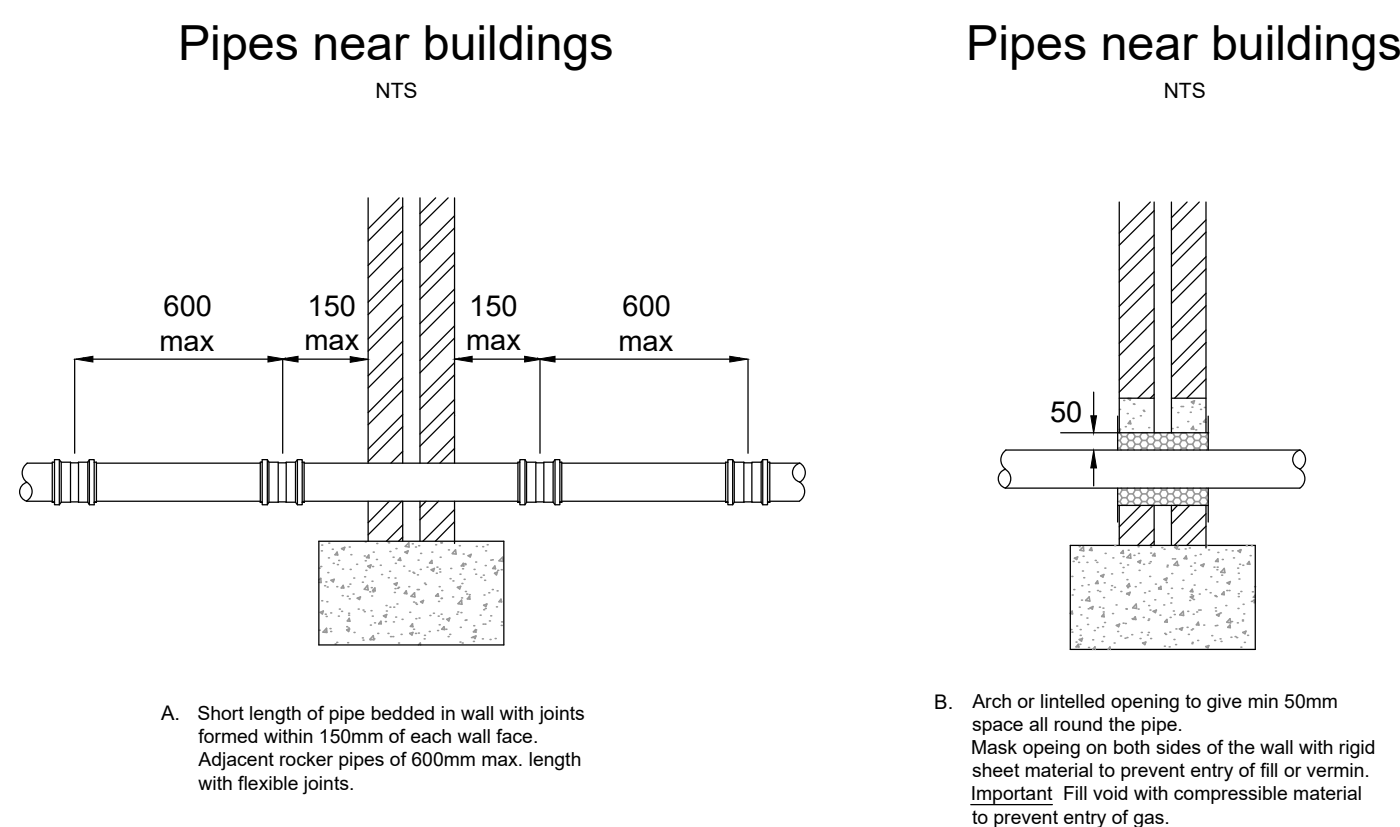 Pipes near buildings
NTS
600
max
150
max
150
max
600
max
A. Short length of pipe bedded in wall with joints
formed within 150mm of each wall face.
Adjacent rocker pipes of 600mm max. length
with flexible joints.
Pipes near buildings
NTS
50
B. Arch or lintelled opening to give min 50mm
space all round the pipe.
Mask opeing on both sides of the wall with rigid
sheet material to prevent entry of fill or vermin.
Important Fill void with compressible material
to prevent entry of gas.